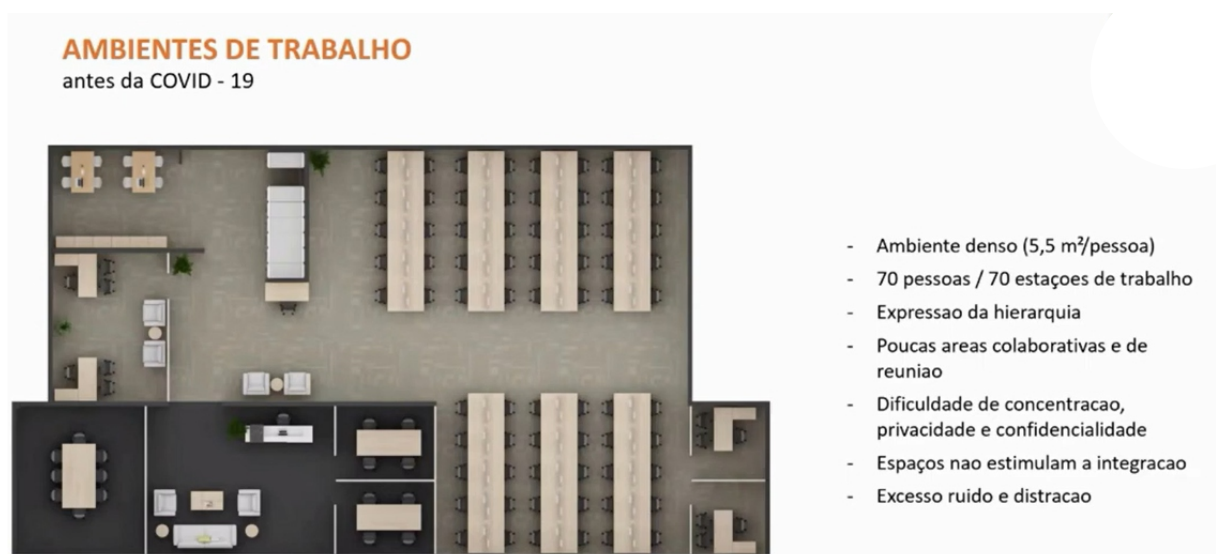 AMBIENTES DE TRABALHO
antes da COVID - 19
- Ambiente denso (5,5 m²/pessoa)
- 70 pessoas / 70 estaçoes de trabalho
- Expressao da hierarquia
- Poucas areas colaborativas e de
reuniao
- Dificuldade de concentracao,
privacidade e confidencialidade
- Espaços nao estimulam a integracao
- Excesso ruido e distracao